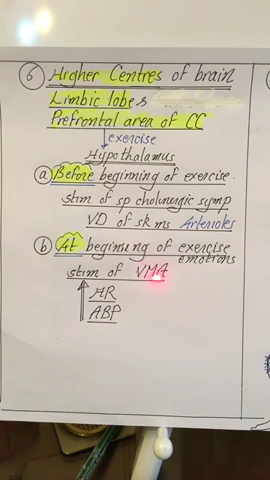 6 Higher Centres of brain
Limbic lobes
Prefrontal area of CC
exercise
Hypothalamus
a Before beginning of exercise.
stim of sp cholinergic symp
VD of sk ms Arterioles
b At beginning of exercise
emotions
stim of VMA
HR
ABP